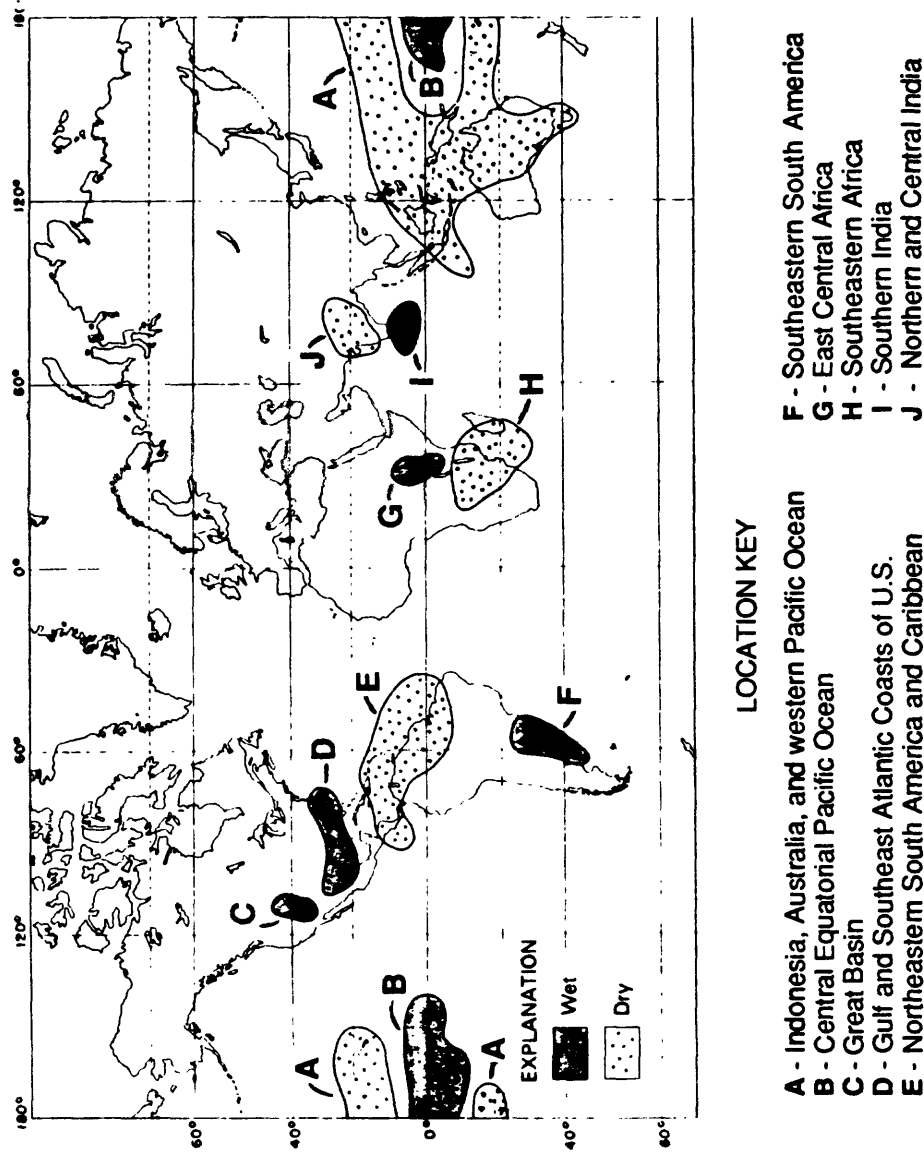 180°
120°
60°
0°
60°
120°
18(
60°
40°
0°
40°
60°
A
B
A
C
D
E
F
G
H
I
J
A
B
EXPLANATION
Wet
Dry
LOCATION KEY
A - Indonesia, Australia, and western Pacific Ocean
B - Central Equatorial Pacific Ocean
C - Great Basin
D - Gulf and Southeast Atlantic Coasts of U.S.
E - Northeastern South America and Caribbean
F - Southeastern South America
G - East Central Africa
H - Southeastern Africa
I - Southern India
J - Northern and Central India